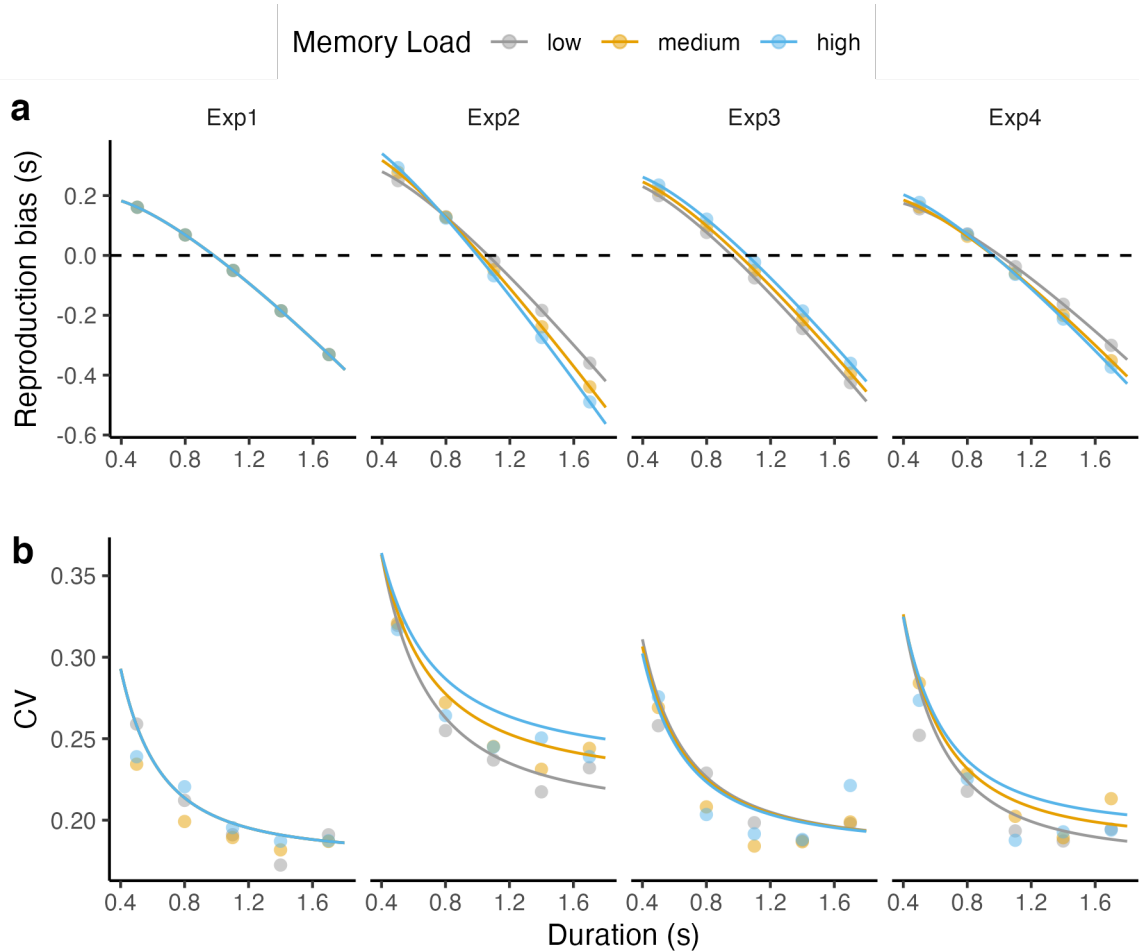 Memory Load low medium high
a
Exp1 Exp2 Exp3 Exp4
Reproduction bias (s)
0.2
0.0
-0.2
-0.4
-0.6
0.4 0.8 1.2 1.6 0.4 0.8 1.2 1.6 0.4 0.8 1.2 1.6 0.4 0.8 1.2 1.6
b
CV
0.35
0.30
0.25
0.20
0.4 0.8 1.2 1.6 0.4 0.8 1.2 1.6 0.4 0.8 1.2 1.6 0.4 0.8 1.2 1.6
Duration (s)